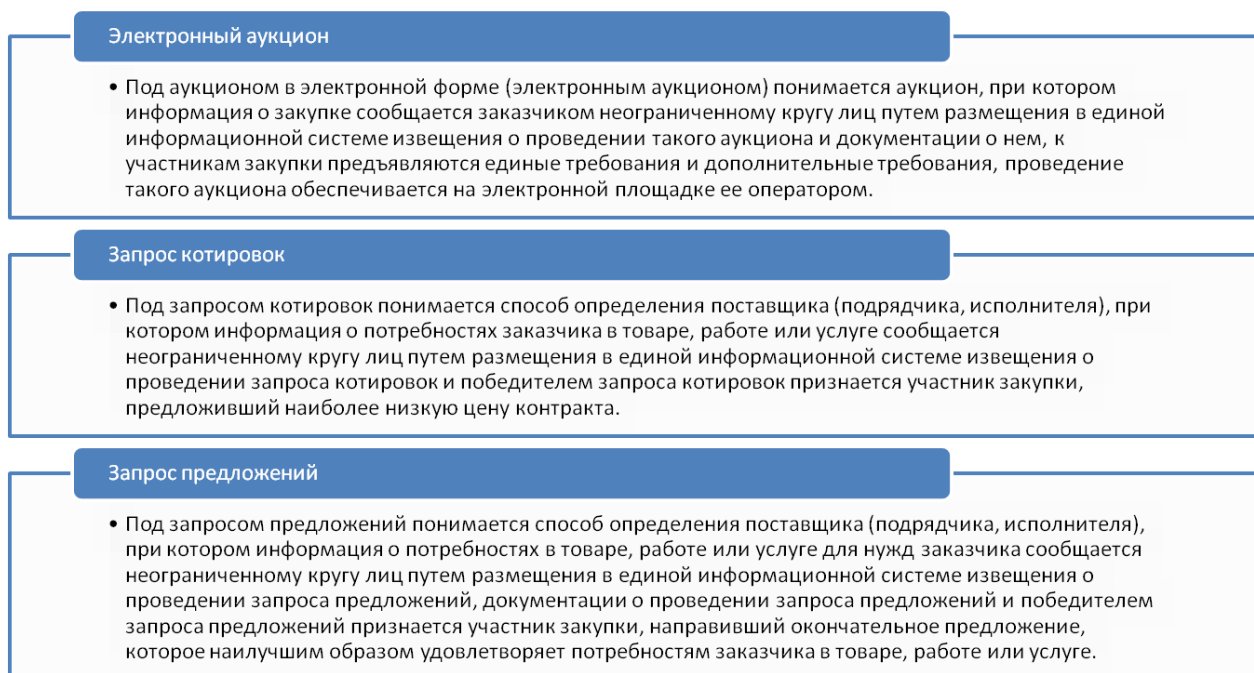 Электронный аукцион
• Под аукционом в электронной форме (электронным аукционом) понимается аукцион, при котором
информация о закупке сообщается заказчиком неограниченному кругу лиц путем размещения в единой
информационной системе извещения о проведении такого аукциона и документации о нем, к
участникам закупки предъявляются единые требования и дополнительные требования, проведение
такого аукциона обеспечивается на электронной площадке ее оператором.
Запрос котировок
• Под запросом котировок понимается способ определения поставщика (подрядчика, исполнителя), при
котором информация о потребностях заказчика в товаре, работе или услуге сообщается
неограниченному кругу лиц путем размещения в единой информационной системе извещения о
проведении запроса котировок и победителем запроса котировок признается участник закупки,
предложивший наиболее низкую цену контракта.
Запрос предложений
• Под запросом предложений понимается способ определения поставщика (подрядчика, исполнителя),
при котором информация о потребностях в товаре, работе или услуге для нужд заказчика сообщается
неограниченному кругу лиц путем размещения в единой информационной системе извещения о
проведении запроса предложений, документации о проведении запроса предложений и победителем
запроса предложений признается участник закупки, направивший окончательное предложение,
которое наилучшим образом удовлетворяет потребностям заказчика в товаре, работе или услуге.